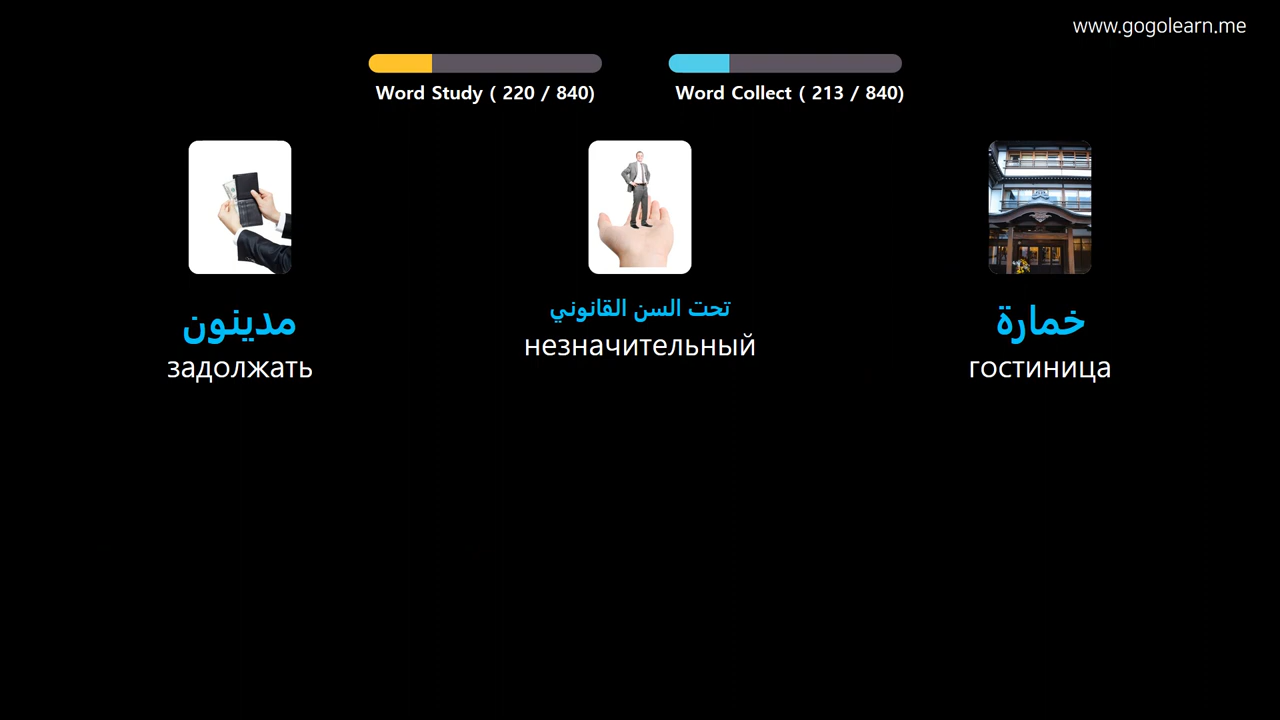 www.gogolearn.me
Word Study ( 220 / 840)
Word Collect ( 213 / 840)
مدينون
задолжать
تحت السن القانوني
незначительный
خمارة
гостиница